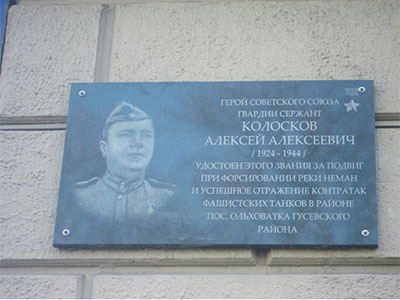 ГЕРОЙ СОВЕТСКОГО СОЮЗА
ГВАРДИИ СЕРЖАНТ
КОЛОСКОВ
АЛЕКСЕЙ АЛЕКСЕЕВИЧ
/ 1924 - 1944 /
УДОСТОЕН ЭТОГО ЗВАНИЯ ЗА ПОДВИГ
ПРИ ФОРСИРОВАНИИ РЕКИ НЕМАН
И УСПЕШНОЕ ОТРАЖЕНИЕ КОНТРАТАК
ФАШИСТСКИХ ТАНКОВ В РАЙОНЕ
ПОС. ОЛЬХОВАТКА ГУСЕВСКОГО
РАЙОНА